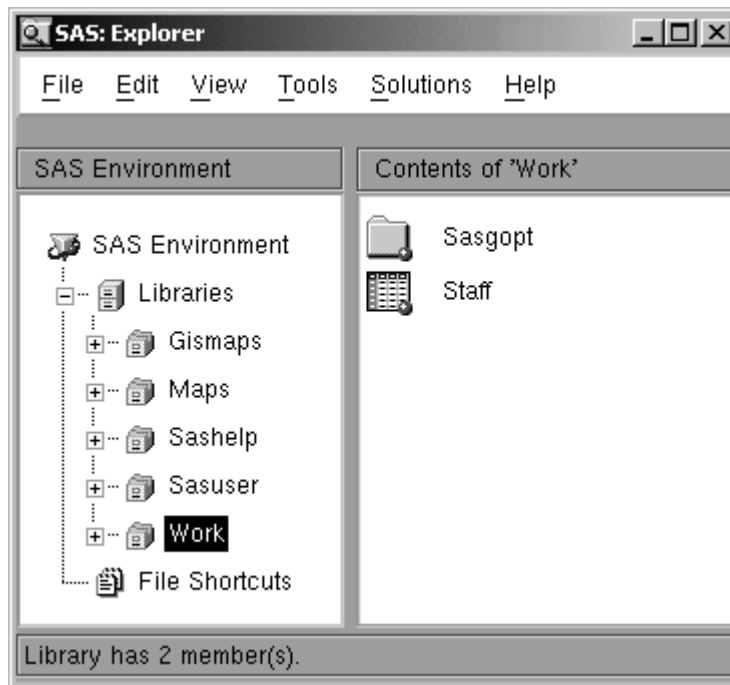 SAS: Explorer
File Edit View Tools Solutions Help
SAS Environment
Contents of 'Work'
SAS Environment
Libraries
Gismaps
Maps
Sashelp
Sasuser
Work
File Shortcuts
Sasgopt
Staff
Library has 2 member(s).